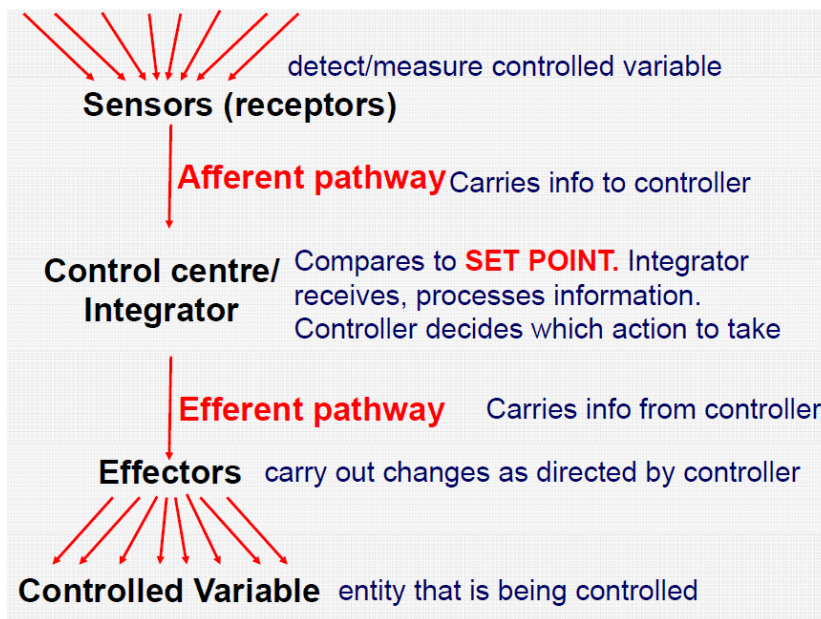 detect/measure controlled variable
Sensors (receptors)
Afferent pathway Carries info to controller
Control centre/
Integrator
Compares to SET POINT. Integrator
receives, processes information.
Controller decides which action to take
Efferent pathway Carries info from controller
Effectors carry out changes as directed by controller
Controlled Variable entity that is being controlled